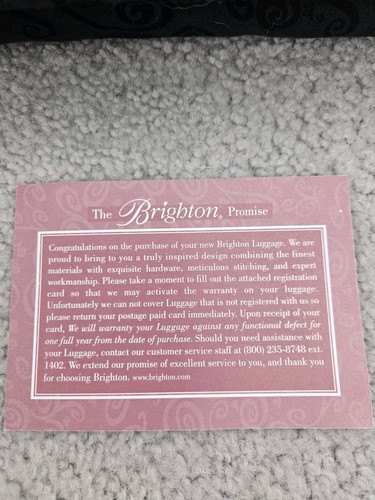 The Brighton® Promise
Congratulations on the purchase of your new Brighton Luggage. We are
proud to bring to you a truly inspired design combining the finest
materials with exquisite hardware, meticulous stitching, and expert
workmanship. Please take a moment to fill out the attached registration
card so that we may activate the warranty on your luggage.
Unfortunately we can not cover Luggage that is not registered with us so
please return your postage paid card immediately. Upon receipt of your
card, We will warranty your Luggage against any functional defect for
one full year from the date of purchase. Should you need assistance with
your Luggage, contact our customer service staff at (800) 235-8748 ext.
1402. We extend our promise of excellent service to you, and thank you
for choosing Brighton. www.brighton.com